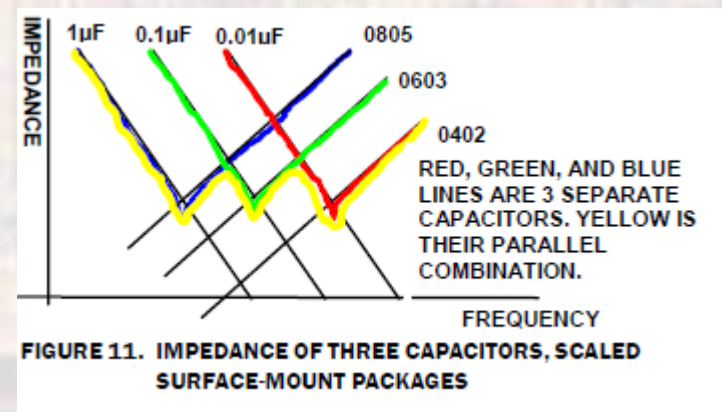 IMPEDANCE
1µF 0.1µF 0.01uF 0805
0603
0402
RED, GREEN, AND BLUE
LINES ARE 3 SEPARATE
CAPACITORS. YELLOW IS
THEIR PARALLEL
COMBINATION.
FREQUENCY
FIGURE 11. IMPEDANCE OF THREE CAPACITORS, SCALED
SURFACE-MOUNT PACKAGES